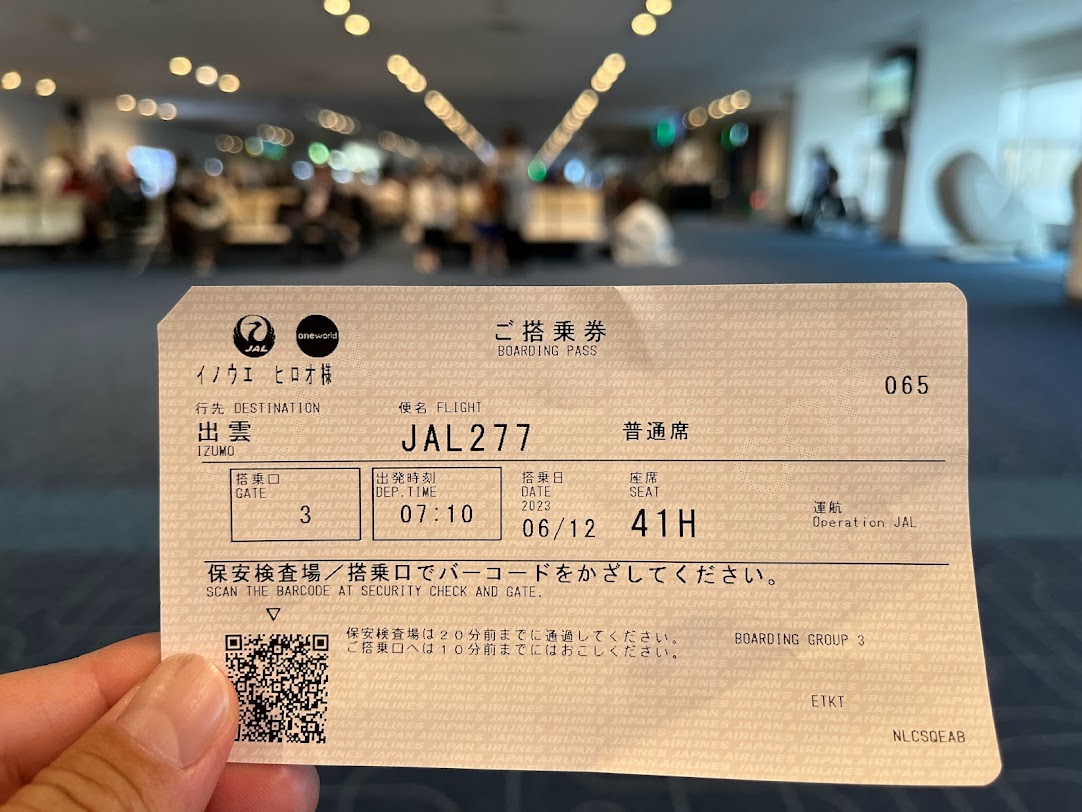 JAL
oneworld
ご搭乗券
BOARDING PASS
イノウエ ヒロオ様
065
行先 DESTINATION
便名 FLIGHT
出雲
IZUMO
JAL277
普通席
搭乗口
GATE
3
出発時刻
DEP.TIME
07:10
搭乗日
DATE
2023
06/12
座席
SEAT
41H
運航
Operation JAL
保安検査場／搭乗口でバーコードをかざしてください。
SCAN THE BARCODE AT SECURITY CHECK AND GATE.
保安検査場は20分前までに通過してください。
ご搭乗口へは10分前までにはおこしください。
BOARDING GROUP 3
ETKT
NLCSQEAB
JAPAN AIRLINES